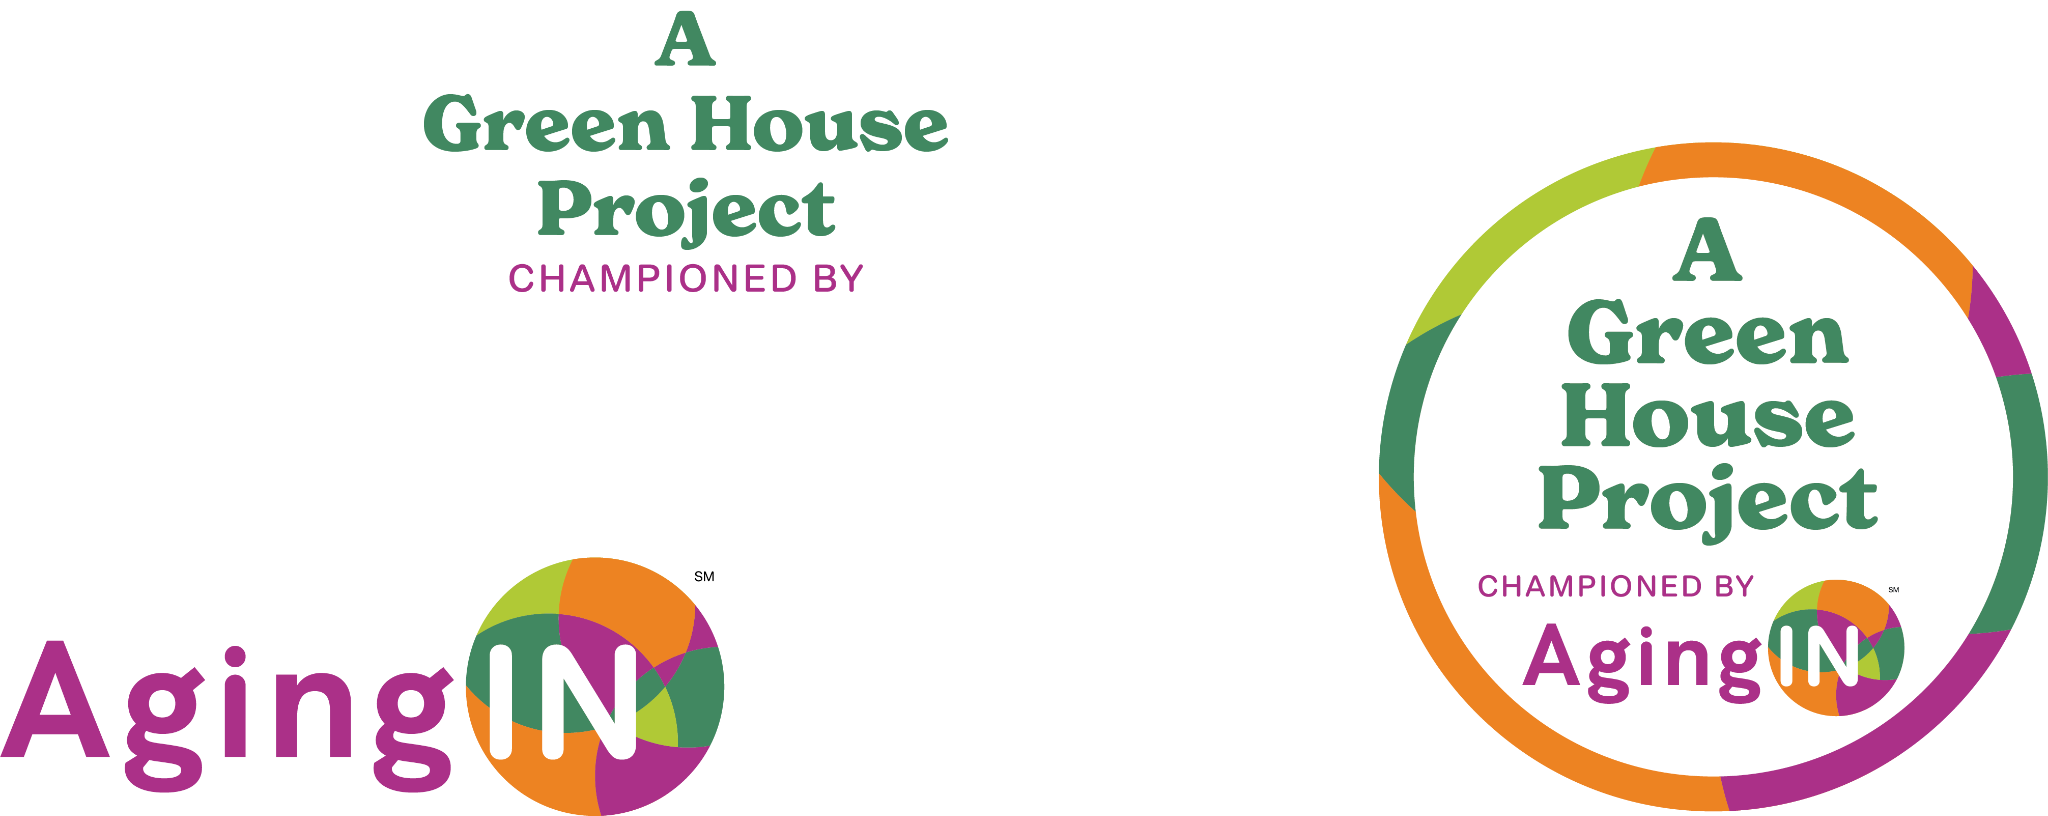 A
Green House
Project
CHAMPIONED BY
AgingIN SM
A
Green
House
Project
CHAMPIONED BY
AgingIN SM